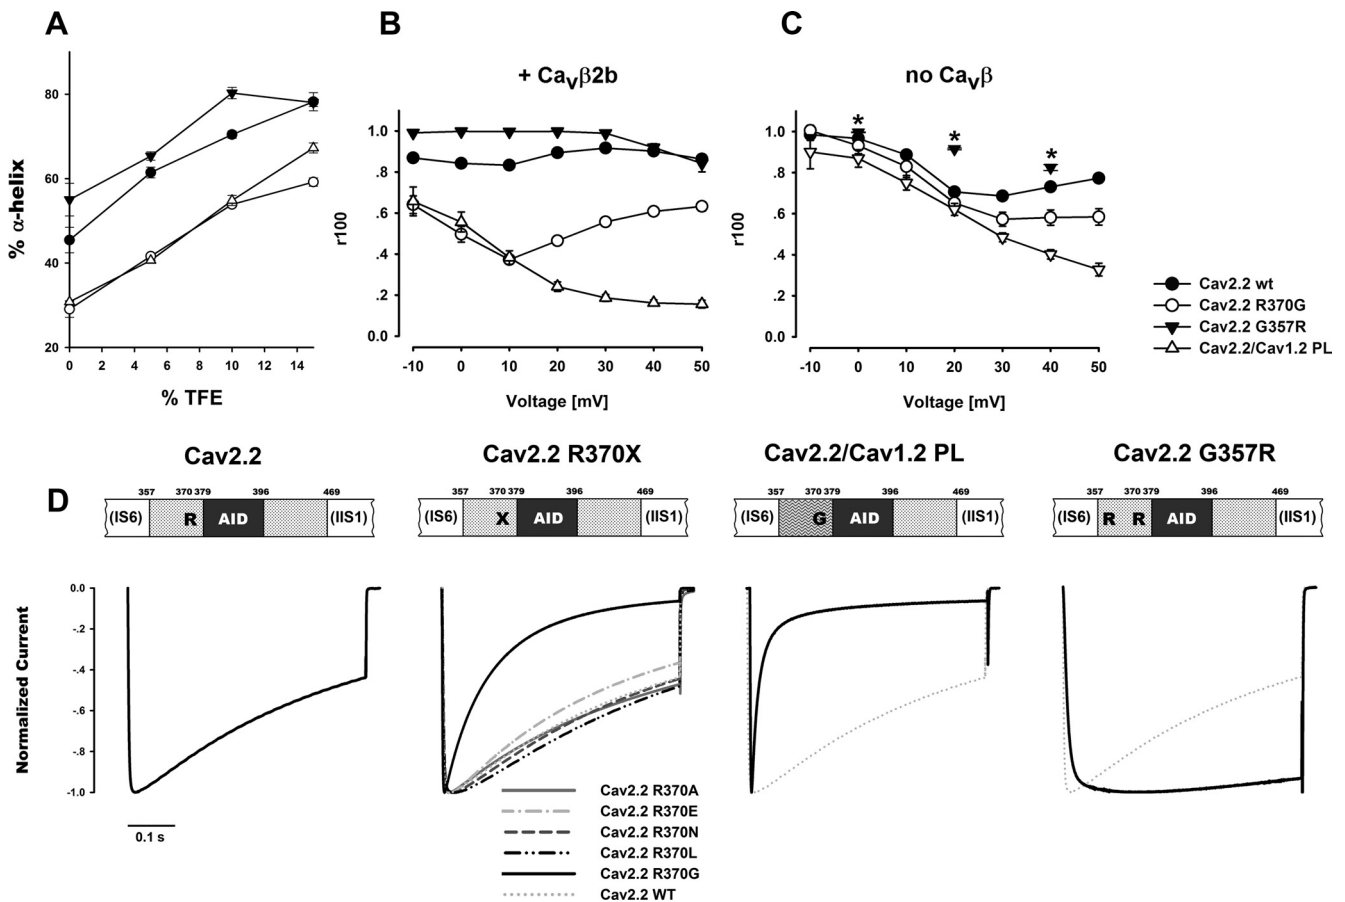 A
B
C
+ Cavβ2b
no Cavβ
% α-helix
80
60
40
20
0 2 4 6 8 10 12 14
% TFE
r100
1.0
0.8
.6
.4
.2
0.0
-10 0 10 20 30 40 50
Voltage [mV]
r100
1.0
0.8
.6
.4
.2
0.0
* * *
-10 0 10 20 30 40 50
Voltage [mV]
Cav2.2 wt
Cav2.2 R370G
Cav2.2 G357R
Cav2.2/Cav1.2 PL
D
Cav2.2
357 370 379 396 469
(IS6) R AID (IIS1)
Cav2.2 R370X
357 370 379 396 469
(IS6) X AID (IIS1)
Cav2.2/Cav1.2 PL
357 370 379 396 469
(IS6) G AID (IIS1)
Cav2.2 G357R
357 370 379 396 469
(IS6) R R AID (IIS1)
Normalized Current
0.0
-.2
-.4
-.6
-.8
-1.0
0.1 s
Cav2.2 R370A
Cav2.2 R370E
Cav2.2 R370N
Cav2.2 R370L
Cav2.2 R370G
Cav2.2 WT